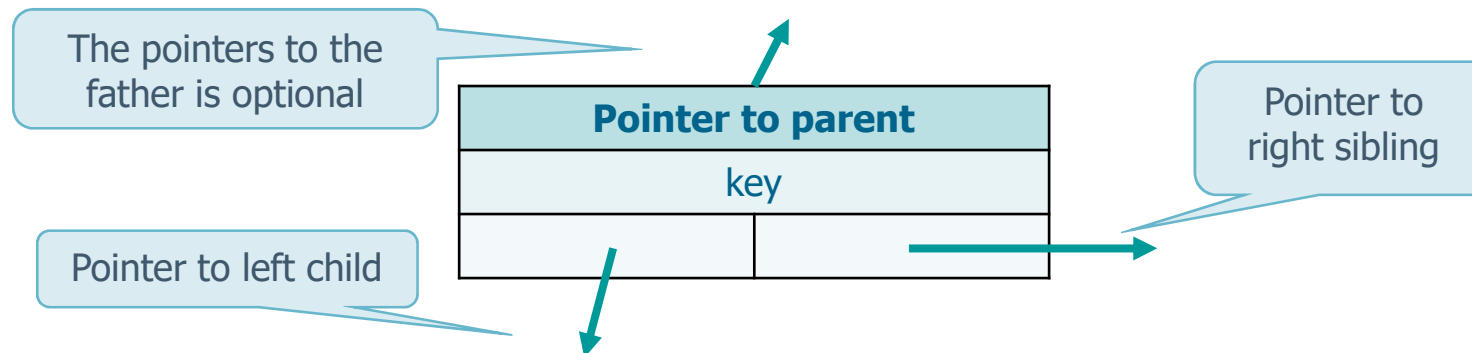 The pointers to the
father is optional
Pointer to parent
key
Pointer to
right sibling
Pointer to left child